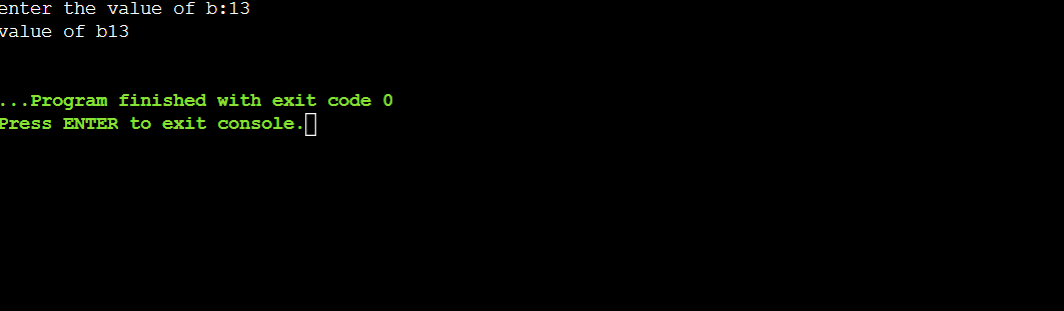 enter the value of b:13
value of b13
...Program finished with exit code 0
Press ENTER to exit console.